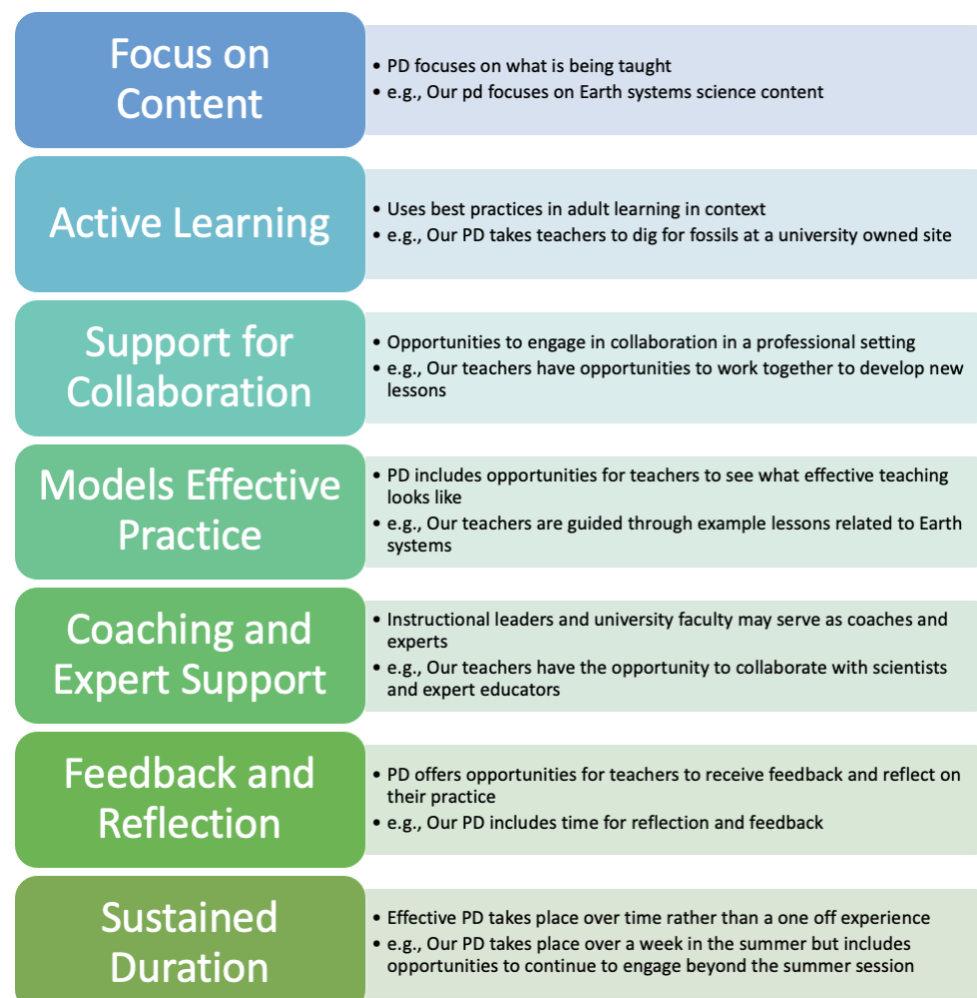 Focus on
Content
• PD focuses on what is being taught
• e.g., Our pd focuses on Earth systems science content
Active Learning
• Uses best practices in adult learning in context
• e.g., Our PD takes teachers to dig for fossils at a university owned site
Support for
Collaboration
• Opportunities to engage in collaboration in a professional setting
• e.g., Our teachers have opportunities to work together to develop new
lessons
Models Effective
Practice
• PD includes opportunities for teachers to see what effective teaching
looks like
• e.g., Our teachers are guided through example lessons related to Earth
systems
Coaching and
Expert Support
• Instructional leaders and university faculty may serve as coaches and
experts
• e.g., Our teachers have the opportunity to collaborate with scientists
and expert educators
Feedback and
Reflection
• PD offers opportunities for teachers to receive feedback and reflect on
their practice
• e.g., Our PD includes time for reflection and feedback
Sustained
Duration
• Effective PD takes place over time rather than a one off experience
• e.g., Our PD takes place over a week in the summer but includes
opportunities to continue to engage beyond the summer session